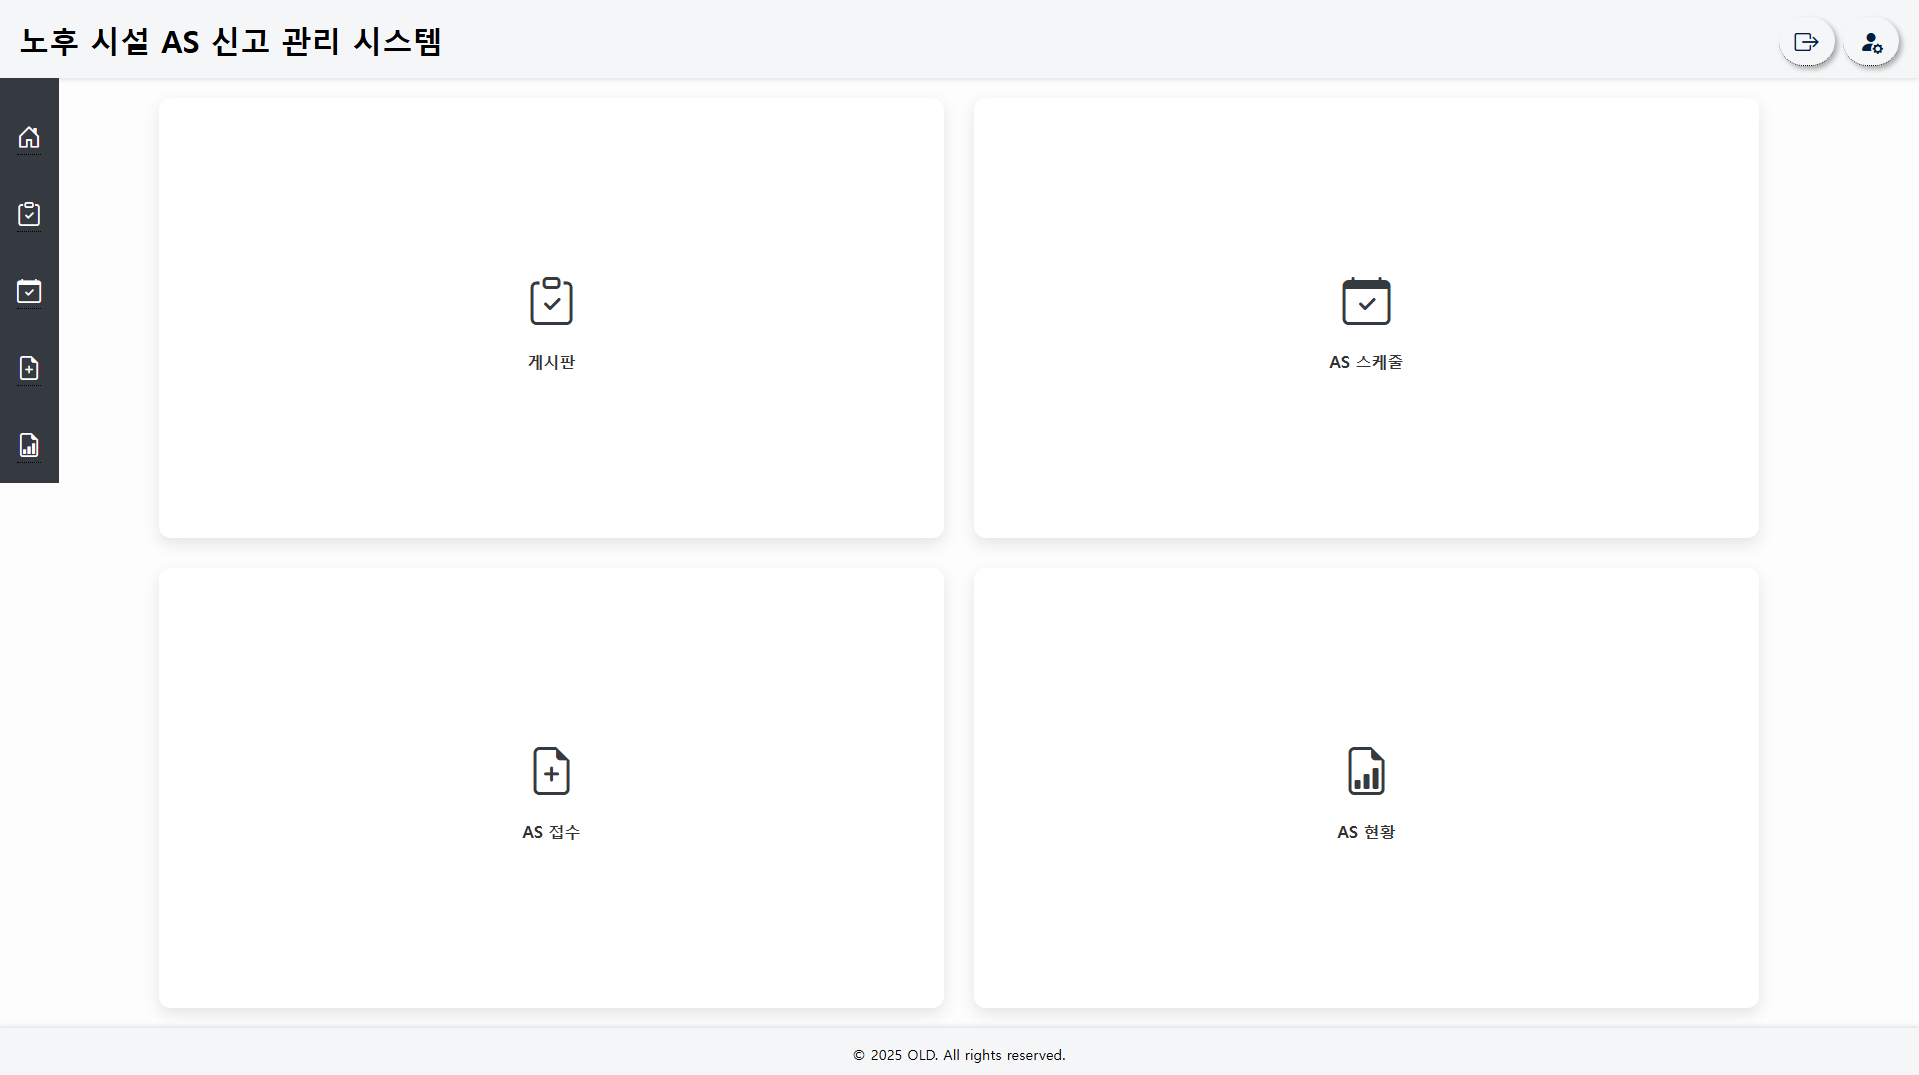 노후 시설 AS 신고 관리 시스템
게시판
AS 스케줄
AS 접수
AS 현황
© 2025 OLD. All rights reserved.